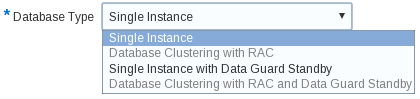 * Database Type Single Instance ▼
Single Instance
Database Clustering with RAC
Single Instance with Data Guard Standby
Database Clustering with RAC and Data Guard Standby